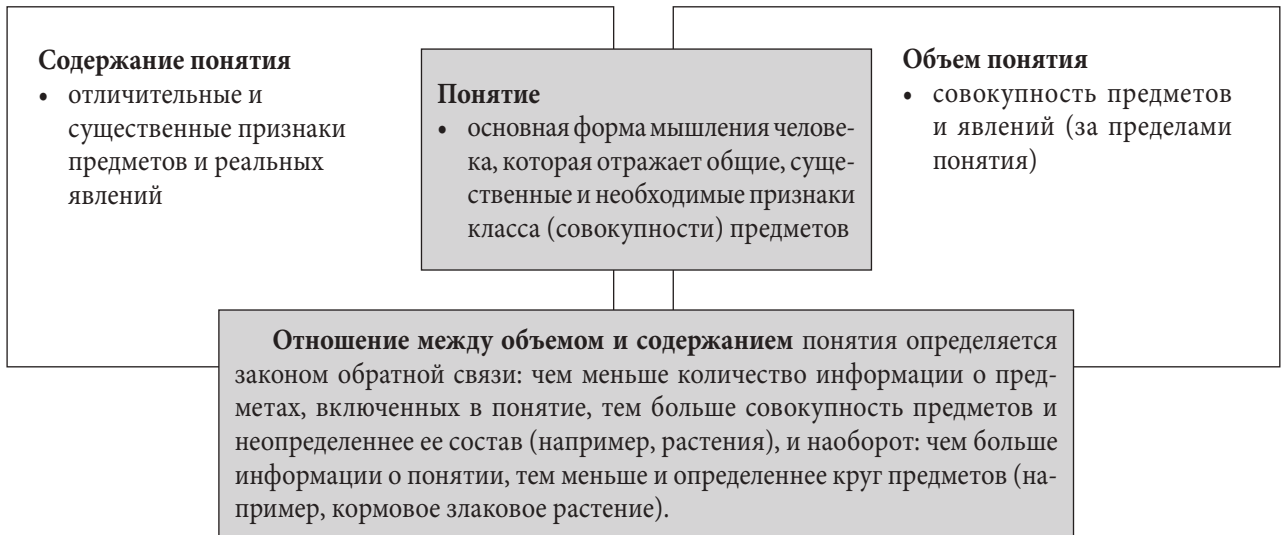 Содержание понятия
• отличительные и
существенные признаки
предметов и реальных
явлений
Понятие
• основная форма мышления челове-
ка, которая отражает общие, суще-
ственные и необходимые признаки
класса (совокупности) предметов
Объем понятия
• совокупность предметов
и явлений (за пределами
понятия)
Отношение между объемом и содержанием понятия определяется
законом обратной связи: чем меньше количество информации о пред-
метах, включенных в понятие, тем больше совокупность предметов и
неопределеннее ее состав (например, растения), и наоборот: чем больше
информации о понятии, тем меньше и определеннее круг предметов (на-
пример, кормовое злаковое растение).